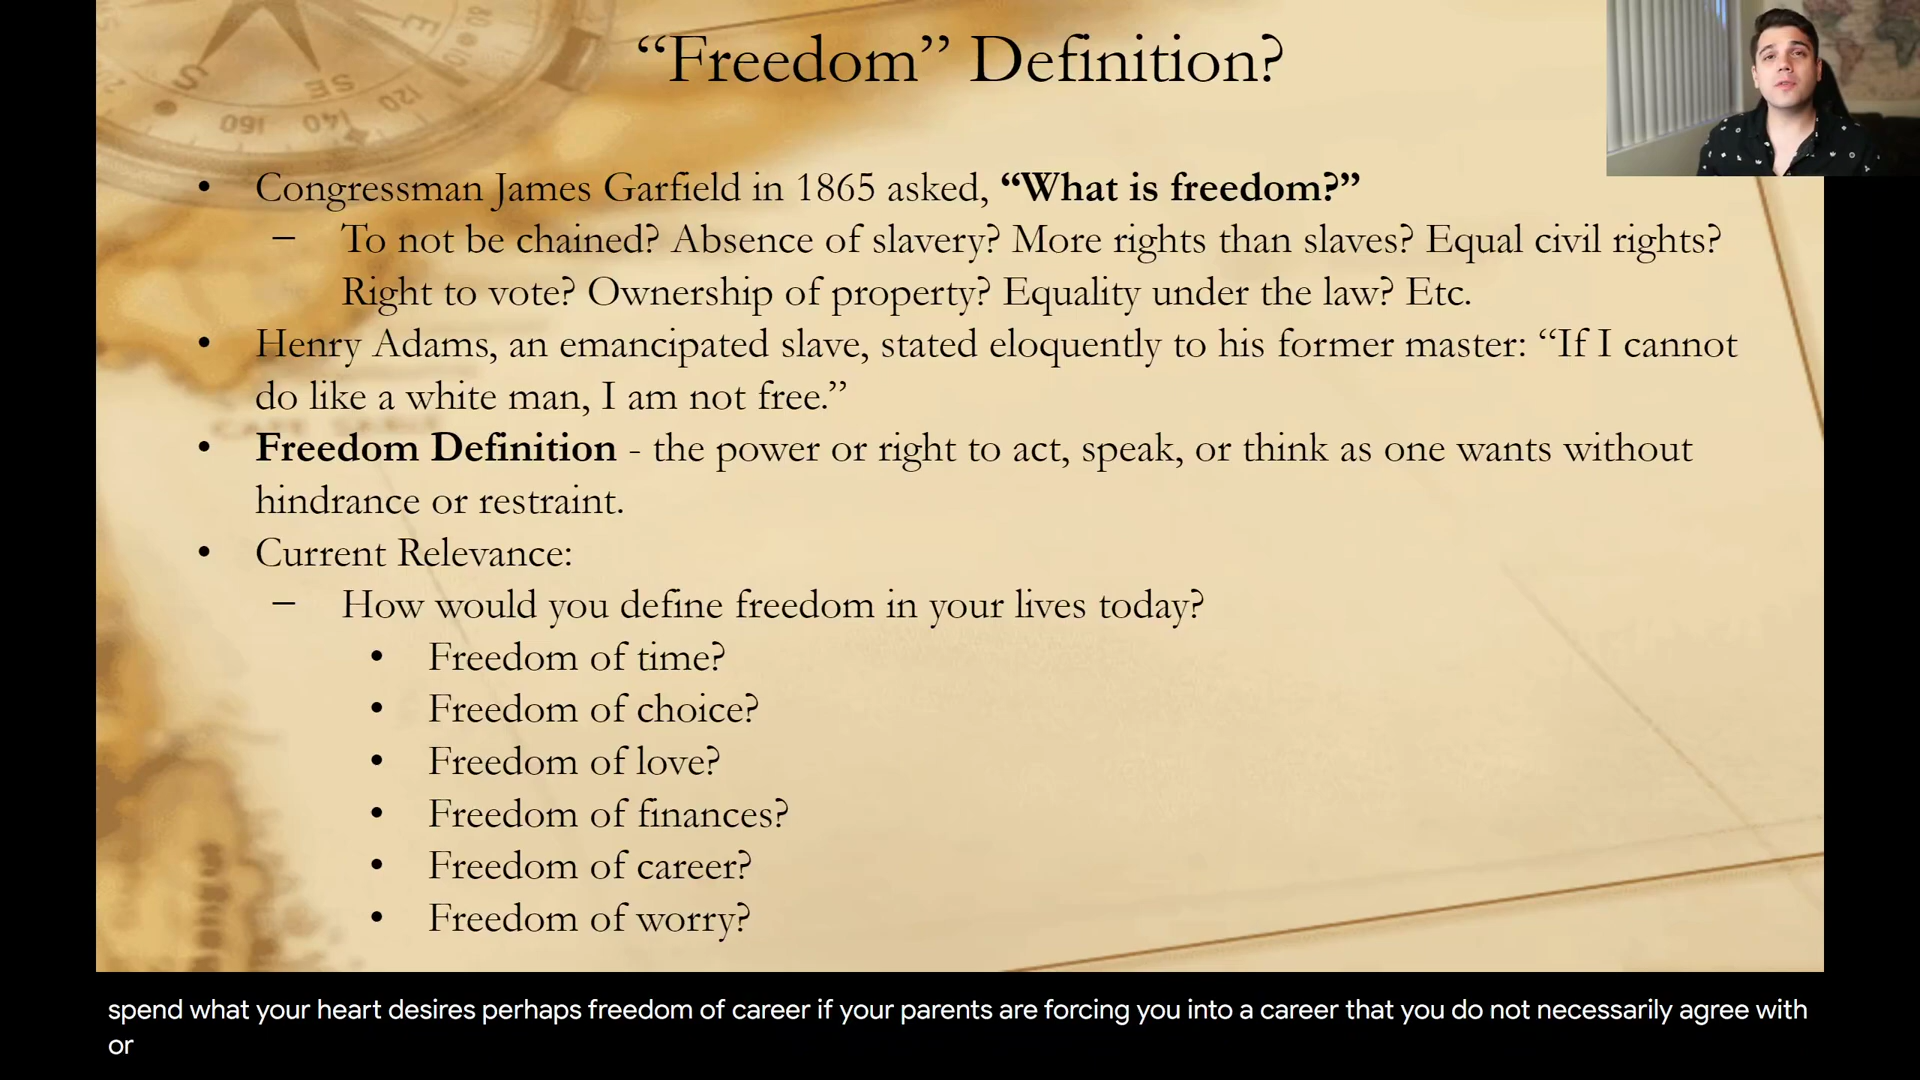 “Freedom” Definition?
S
SE
E
160
140
120
80
• Congressman James Garfield in 1865 asked, “What is freedom?”
– To not be chained? Absence of slavery? More rights than slaves? Equal civil rights?
Right to vote? Ownership of property? Equality under the law? Etc.
• Henry Adams, an emancipated slave, stated eloquently to his former master: “If I cannot
do like a white man, I am not free.”
• Freedom Definition - the power or right to act, speak, or think as one wants without
hindrance or restraint.
• Current Relevance:
– How would you define freedom in your lives today?
• Freedom of time?
• Freedom of choice?
• Freedom of love?
• Freedom of finances?
• Freedom of career?
• Freedom of worry?
spend what your heart desires perhaps freedom of career if your parents are forcing you into a career that you do not necessarily agree with
or